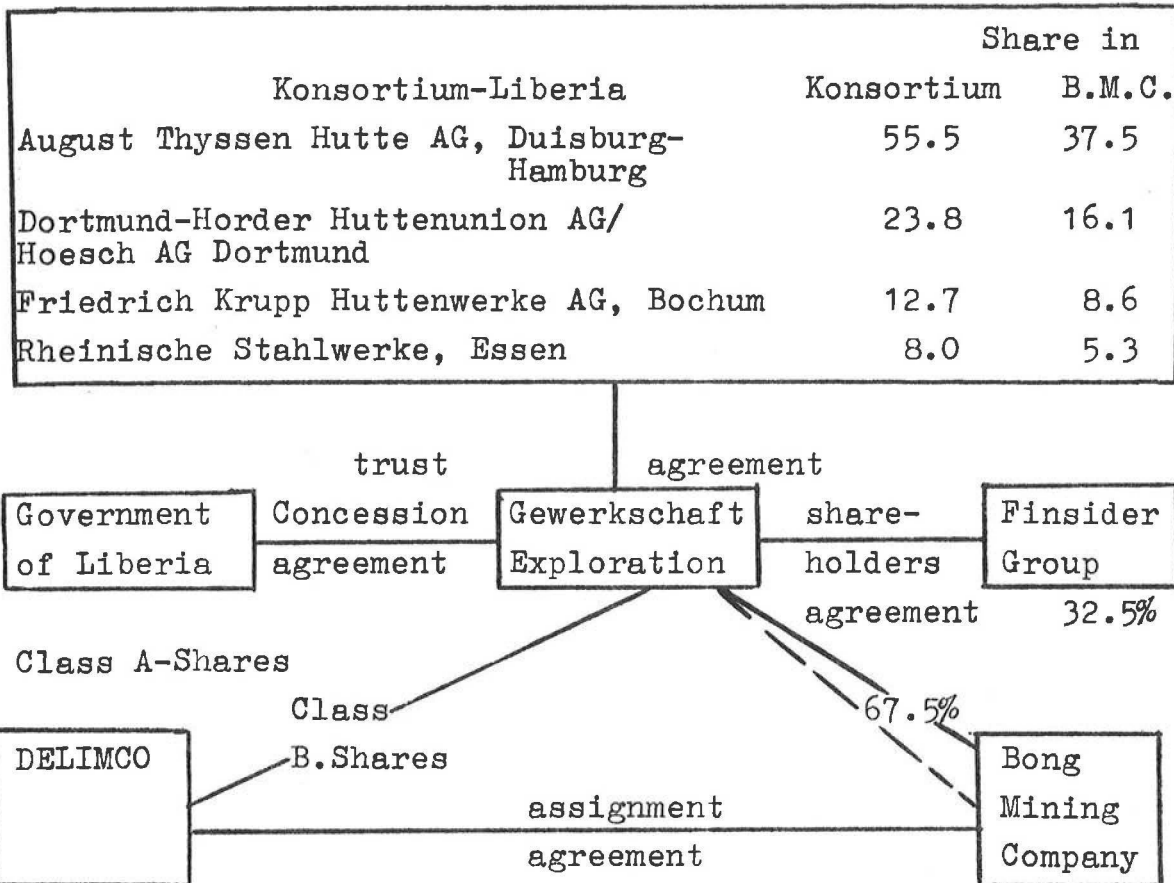 Share in
Konsortium-Liberia Konsortium B.M.C.
August Thyssen Hutte AG, Duisburg- 55.5 37.5
Hamburg
Dortmund-Horder Huttenunion AG/ 23.8 16.1
Hoesch AG Dortmund
Friedrich Krupp Huttenwerke AG, Bochum 12.7 8.6
Rheinische Stahlwerke, Essen 8.0 5.3
trust agreement
Government Concession Gewerkschaft share- Finsider
of Liberia agreement Exploration holders Group
agreement 32.5%
Class A-Shares
Class 67.5%
DELIMCO B.Shares Bong
assignment Mining
agreement Company